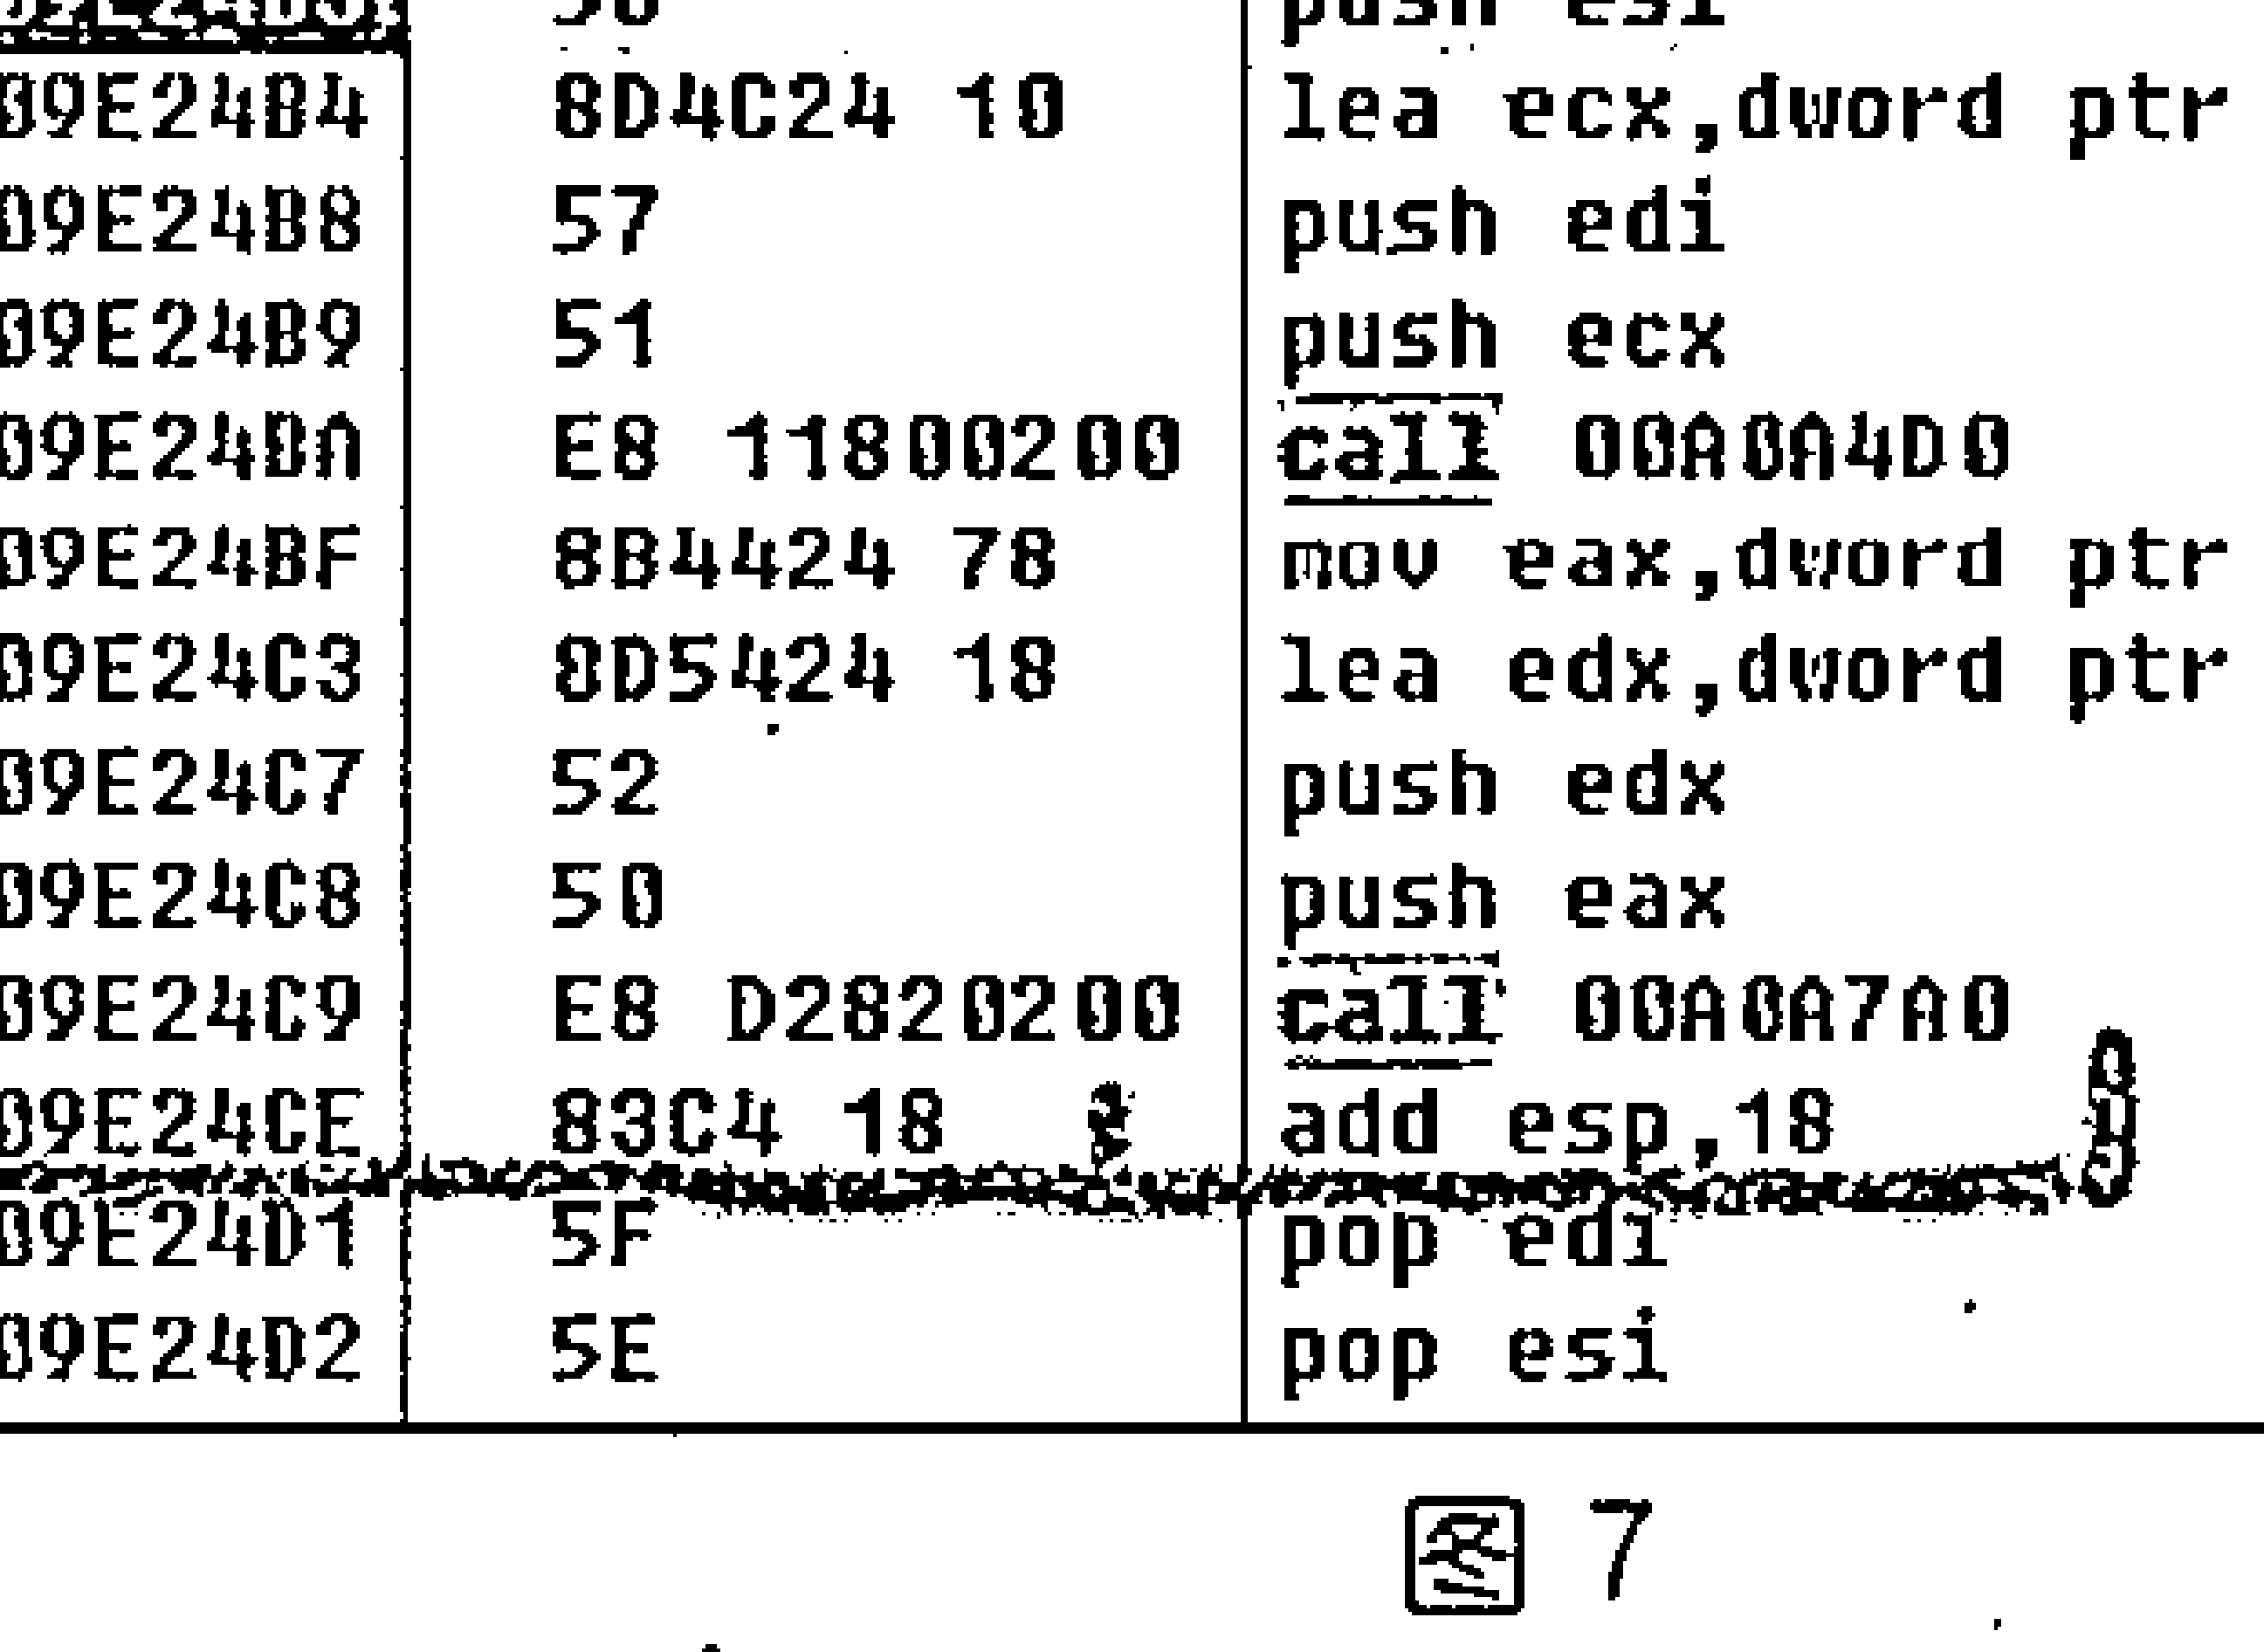 push esi
09E24B4 8D4C24 10 lea ecx,dword ptr
09E24B8 57 push edi
09E24B9 51 push ecx
09E24BA E8 11800200 call 00A0A4D0
09E24BF 8B4424 78 mov eax,dword ptr
09E24C3 8D5424 18 lea edx,dword ptr
09E24C7 52 push edx
09E24C8 50 push eax
09E24C9 E8 D2820200 call 00A0A7A0
09E24CE 83C4 18 add esp,18
09E24D1 5F pop edi
09E24D2 5E pop esi
图 7